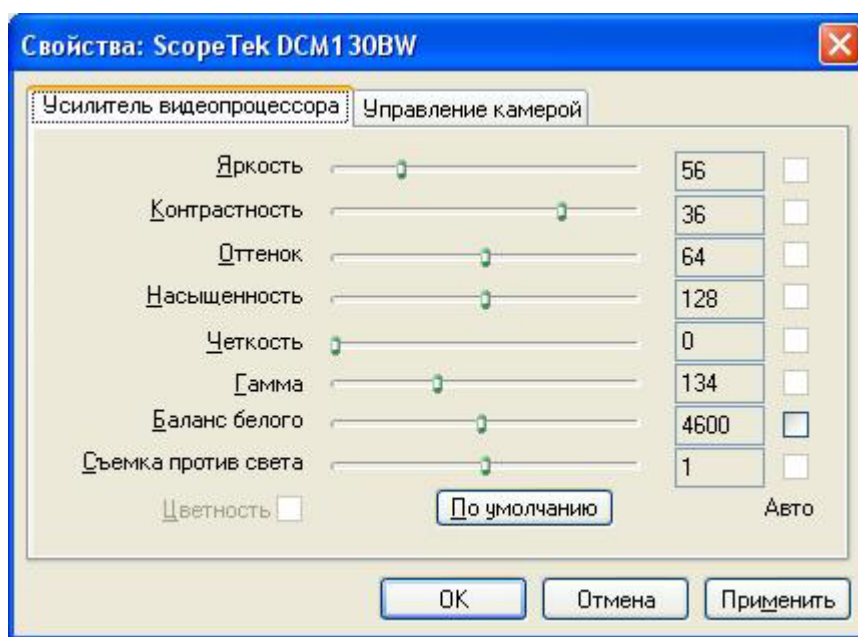 Свойства: ScopeTek DCM130BW
Усилитель видеопроцессора Управление камерой
Яркость 56
Контрастность 36
Оттенок 64
Насыщенность 128
Четкость 0
Гамма 134
Баланс белого 4600
Съемка против света 1
Цветность По умолчанию Авто
OK Отмена Применить